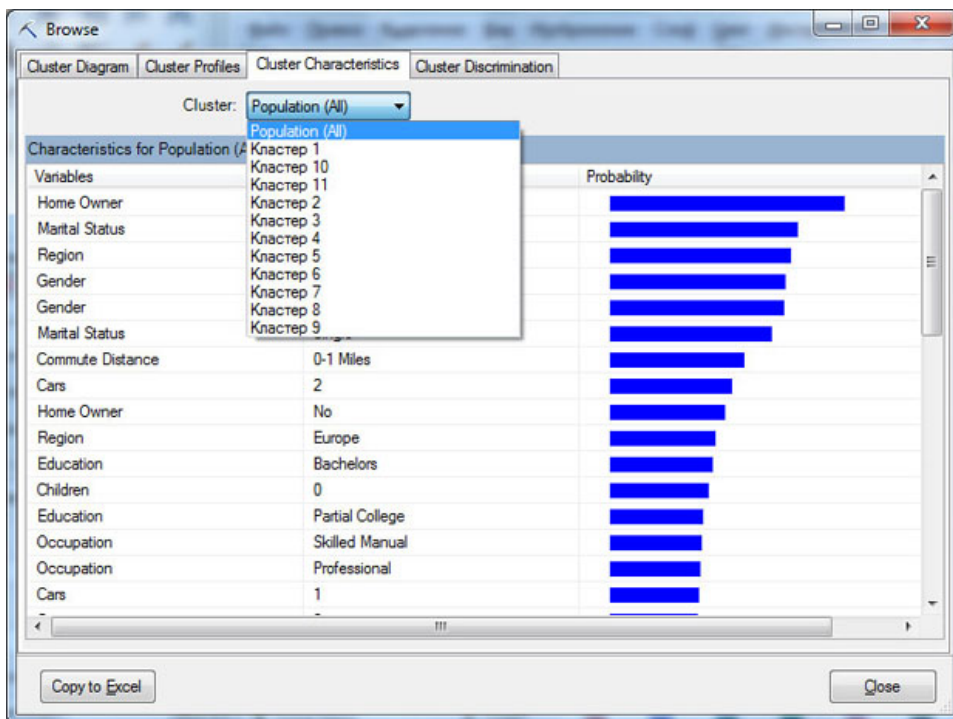 Browse
Cluster Diagram Cluster Profiles Cluster Characteristics Cluster Discrimination
Cluster: Population (All)
Population (All)
Кластер 1
Кластер 10
Кластер 11
Кластер 2
Кластер 3
Кластер 4
Кластер 5
Кластер 6
Кластер 7
Кластер 8
Кластер 9
Characteristics for Population (A
Variables Probability
Home Owner
Marital Status
Region
Gender
Gender
Marital Status
Commute Distance 0-1 Miles
Cars 2
Home Owner No
Region Europe
Education Bachelors
Children 0
Education Partial College
Occupation Skilled Manual
Occupation Professional
Cars 1
Copy to Excel Close